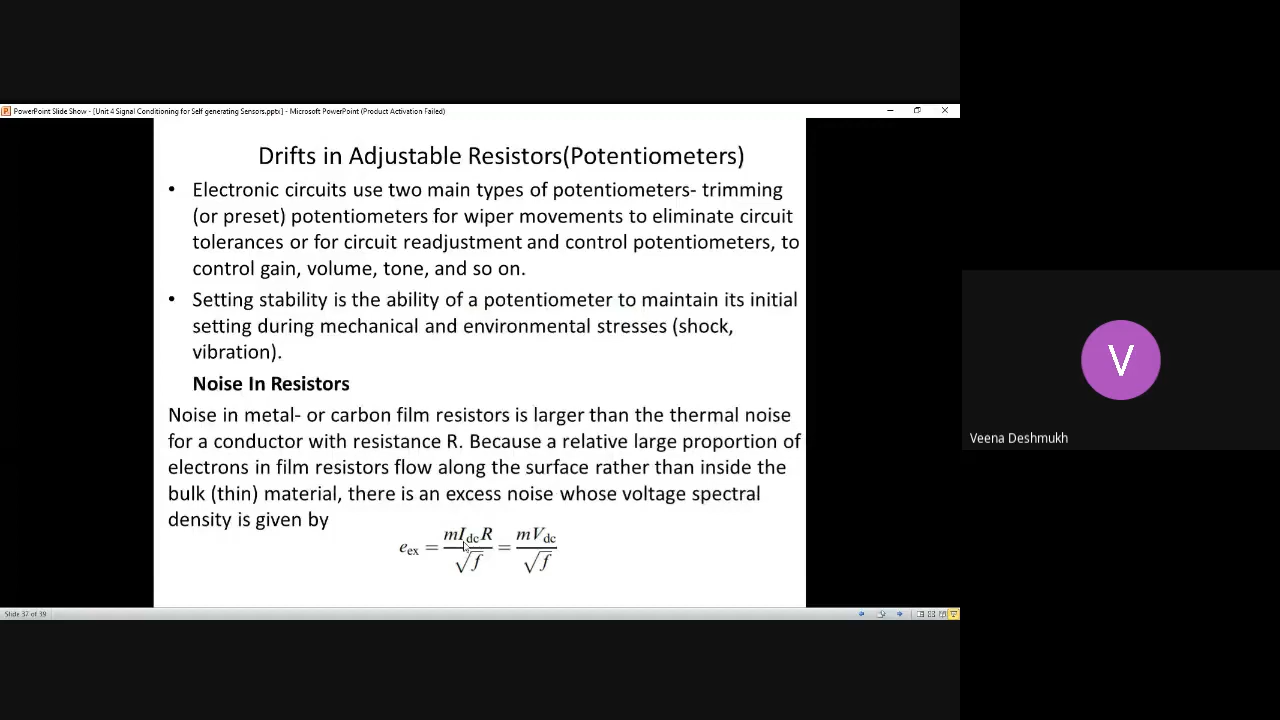 PowerPoint Slide Show - [Unit 4 Signal Conditioning for Self generating Sensors.pptx] - Microsoft PowerPoint (Product Activation Failed)
Drifts in Adjustable Resistors(Potentiometers)
• Electronic circuits use two main types of potentiometers- trimming
(or preset) potentiometers for wiper movements to eliminate circuit
tolerances or for circuit readjustment and control potentiometers, to
control gain, volume, tone, and so on.
• Setting stability is the ability of a potentiometer to maintain its initial
setting during mechanical and environmental stresses (shock,
vibration).
Noise In Resistors
Noise in metal- or carbon film resistors is larger than the thermal noise
for a conductor with resistance R. Because a relative large proportion of
electrons in film resistors flow along the surface rather than inside the
bulk (thin) material, there is an excess noise whose voltage spectral
density is given by
e_ex = mI_dc R / √f = mV_dc / √f
Slide 37 of 39
V
Veena Deshmukh